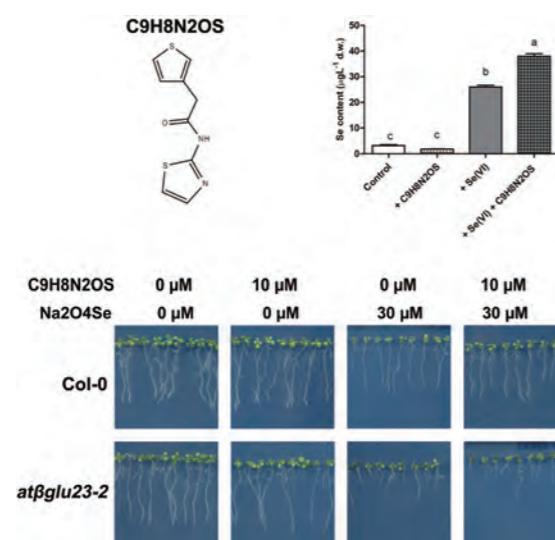 C9H8N2OS
S
O
NH
S
N
Se content (µgL-1 d.w.)
50
40
30
20
10
0
c
c
b
a
Control
+ C9H8N2OS
+ Se(VI)
+ Se(VI) + C9H8N2OS
C9H8N2OS 0 µM 10 µM 0 µM 10 µM
Na2O4Se 0 µM 0 µM 30 µM 30 µM
Col-0
atβglu23-2